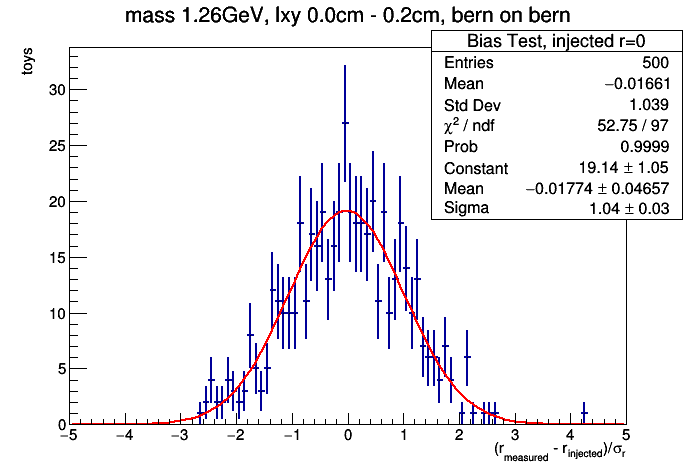 mass 1.26GeV, lxy 0.0cm - 0.2cm, bern on bern
Bias Test, injected r=0
Entries 500
Mean −0.01661
Std Dev 1.039
χ² / ndf 52.75 / 97
Prob 0.9999
Constant 19.14 ± 1.05
Mean −0.01774 ± 0.04657
Sigma 1.04 ± 0.03
toys
30
25
20
15
10
5
0
−5 −4 −3 −2 −1 0 1 2 3 4 5
(r_measured - r_injected)/σ_r